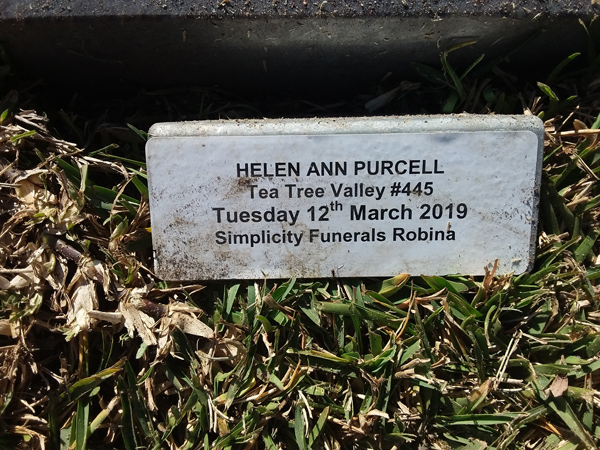 HELEN ANN PURCELL
Tea Tree Valley #445
Tuesday 12th March 2019
Simplicity Funerals Robina